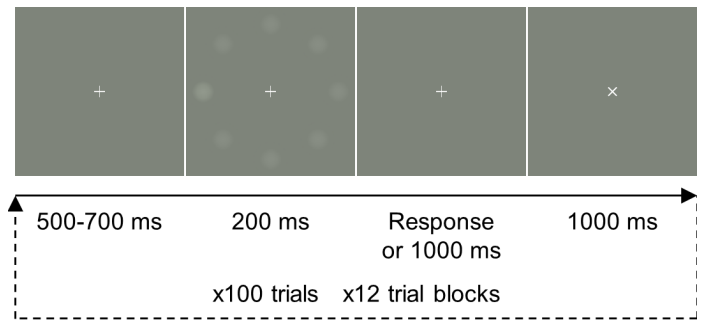 500-700 ms
200 ms
Response
or 1000 ms
1000 ms
x100 trials
x12 trial blocks